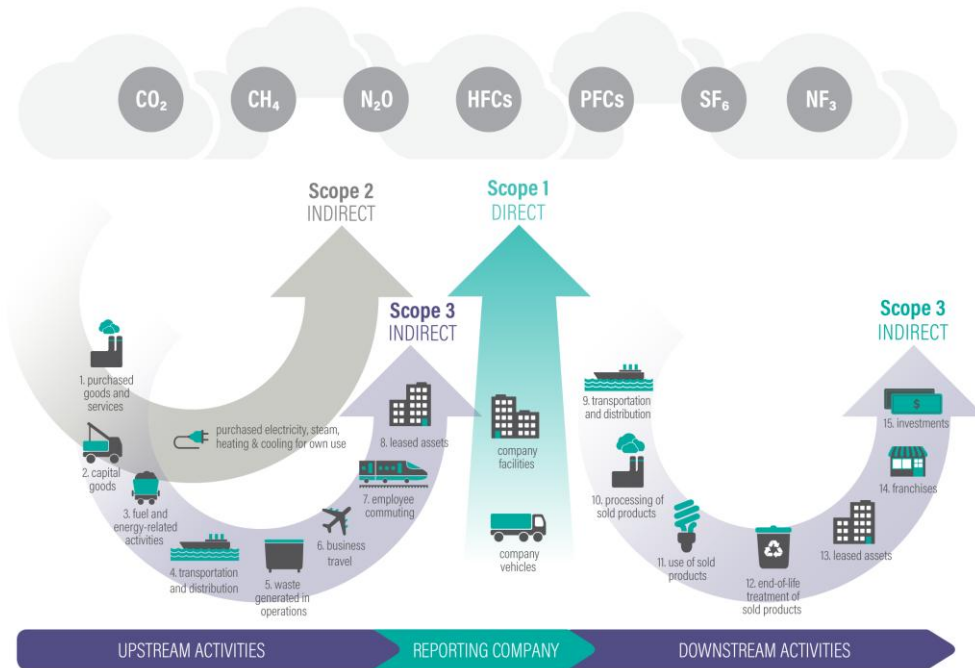 CO₂
CH₄
N₂O
HFCs
PFCs
SF₆
NF₃
Scope 2
INDIRECT
Scope 1
DIRECT
Scope 3
INDIRECT
Scope 3
INDIRECT
1. purchased
goods and
services
2. capital
goods
3. fuel and
energy-related
activities
4. transportation
and distribution
5. waste
generated in
operations
6. business
travel
7. employee
commuting
8. leased assets
purchased electricity, steam,
heating & cooling for own use
company
facilities
company
vehicles
9. transportation
and distribution
10. processing of
sold products
11. use of sold
products
12. end-of-life
treatment of
sold products
13. leased assets
14. franchises
$
15. investments
UPSTREAM ACTIVITIES
REPORTING COMPANY
DOWNSTREAM ACTIVITIES